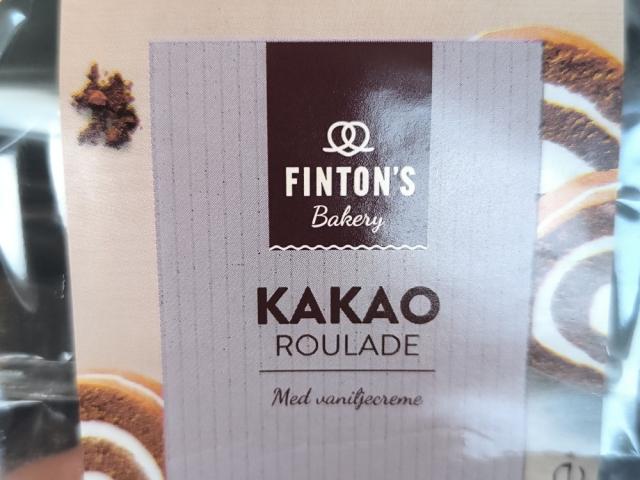 FINTON'S
Bakery
KAKAO
ROULADE
Med vaniljecreme